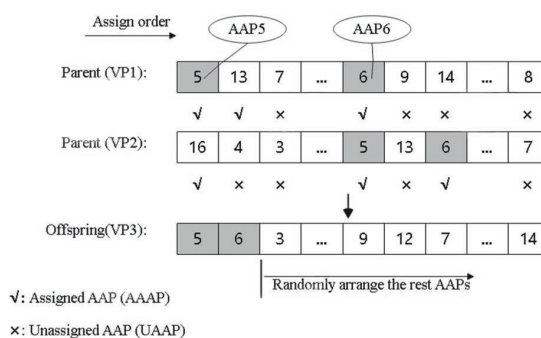 Assign order
AAP5 AAP6
Parent (VP1): 5 13 7 ... 6 9 14 ... 8
√ √ × √ × × ×
Parent (VP2): 16 4 3 ... 5 13 6 ... 7
√ × × √ × √ ×
Offspring(VP3): 5 6 3 ... 9 12 7 ... 14
Randomly arrange the rest AAPs
√: Assigned AAP (AAAP)
×: Unassigned AAP (UAAP)